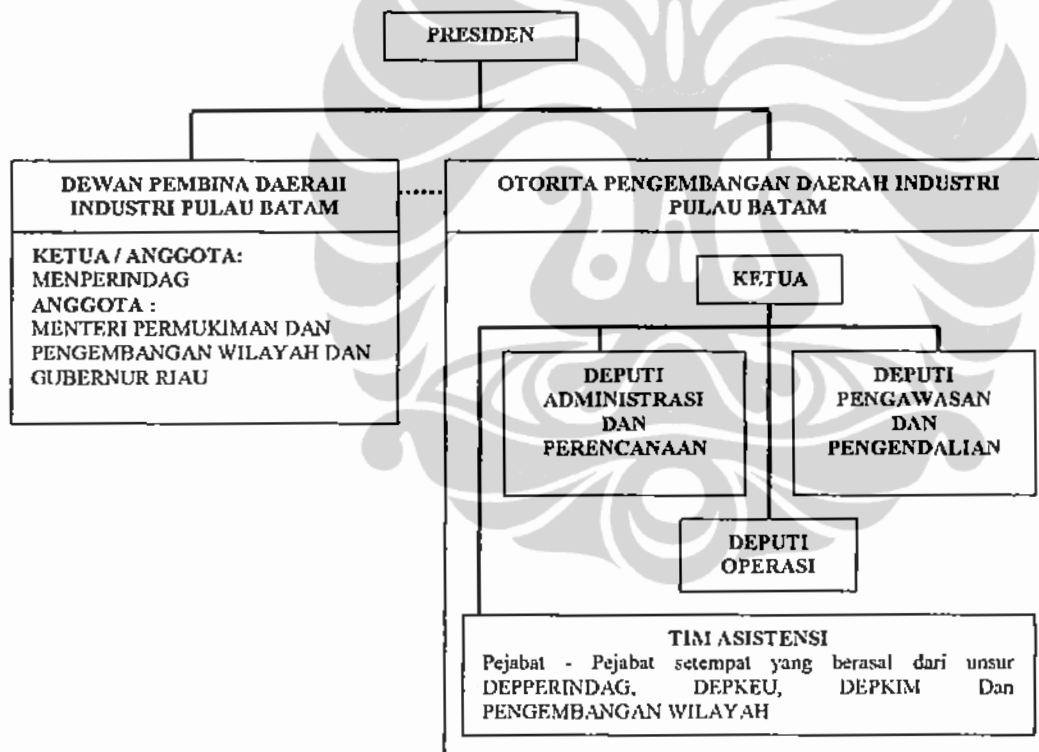 PRESIDEN
DEWAN PEMBINA DAERAH
INDUSTRI PULAU BATAM
KETUA / ANGGOTA:
MENPERINDAG
ANGGOTA :
MENTERI PERMUKIMAN DAN
PENGEMBANGAN WILAYAH DAN
GUBERNUR RIAU
OTORITA PENGEMBANGAN DAERAH INDUSTRI
PULAU BATAM
KETUA
DEPUTI
ADMINISTRASI
DAN
PERENCANAAN
DEPUTI
PENGAWASAN
DAN
PENGENDALIAN
DEPUTI
OPERASI
TIM ASISTENSI
Pejabat - Pejabat setempat yang berasal dari unsur
DEPPERINDAG, DEPKEU, DEPKIM Dan
PENGEMBANGAN WILAYAH